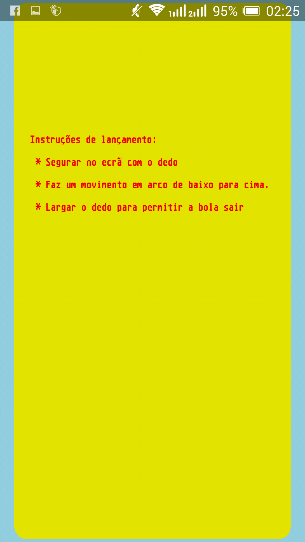 95% 02:25
Instruções de lançamento:
* Segurar no ecrã com o dedo
* Faz um movimento em arco de baixo para cima.
* Largar o dedo para permitir a bola sair